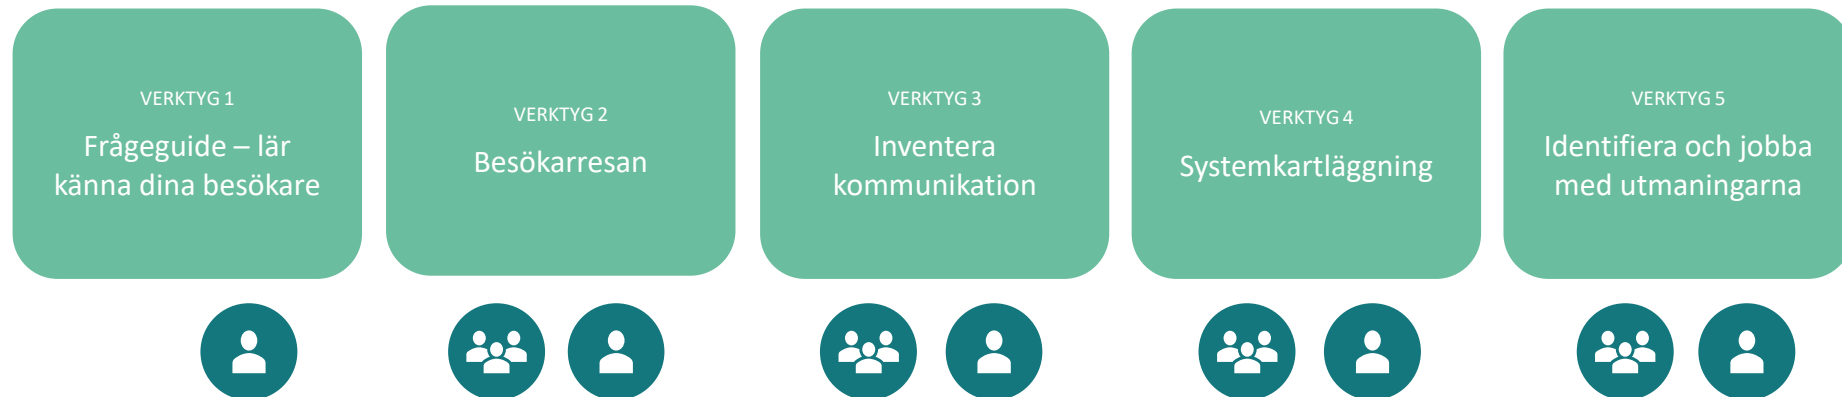 VERKTYG 1
Frågeguide – lär
känna dina besökare
VERKTYG 2
Besökarresan
VERKTYG 3
Inventera
kommunikation
VERKTYG 4
Systemkartläggning
VERKTYG 5
Identifiera och jobba
med utmaningarna